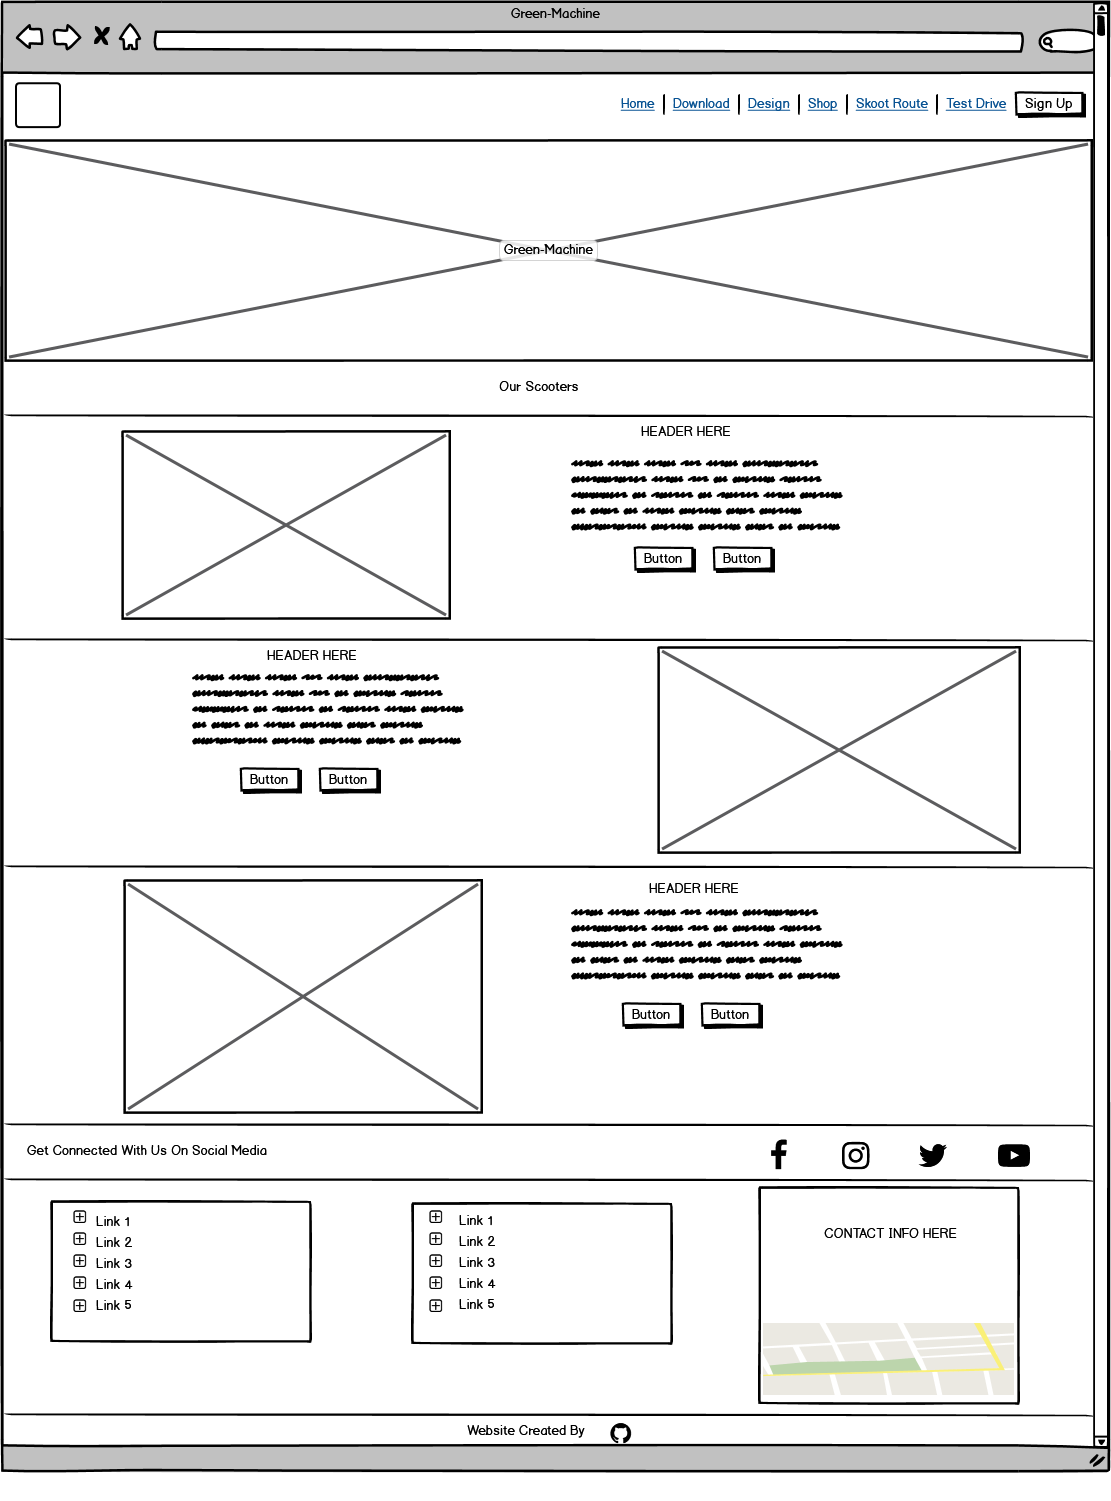 Green-Machine
Home Download Design Shop Skoot Route Test Drive Sign Up
Green-Machine
Our Scooters
HEADER HERE
Button Button
HEADER HERE
Button Button
HEADER HERE
Button Button
Get Connected With Us On Social Media
Link 1
Link 2
Link 3
Link 4
Link 5
Link 1
Link 2
Link 3
Link 4
Link 5
CONTACT INFO HERE
Website Created By